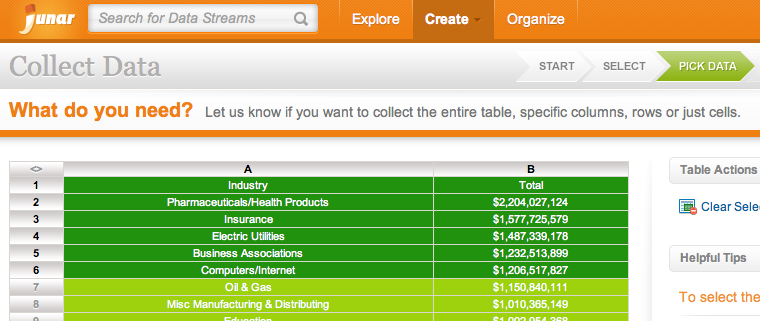 junar Search for Data Streams Explore Create Organize
Collect Data START SELECT PICK DATA
What do you need? Let us know if you want to collect the entire table, specific columns, rows or just cells.
<> A B
1 Industry Total
2 Pharmaceuticals/Health Products $2,204,027,124
3 Insurance $1,577,725,579
4 Electric Utilities $1,487,339,178
5 Business Associations $1,232,513,899
6 Computers/Internet $1,206,517,827
7 Oil & Gas $1,150,840,111
8 Misc Manufacturing & Distributing $1,010,365,149
9 Education $1,002,954,368
Table Actions
Clear Selec
Helpful Tips
To select the